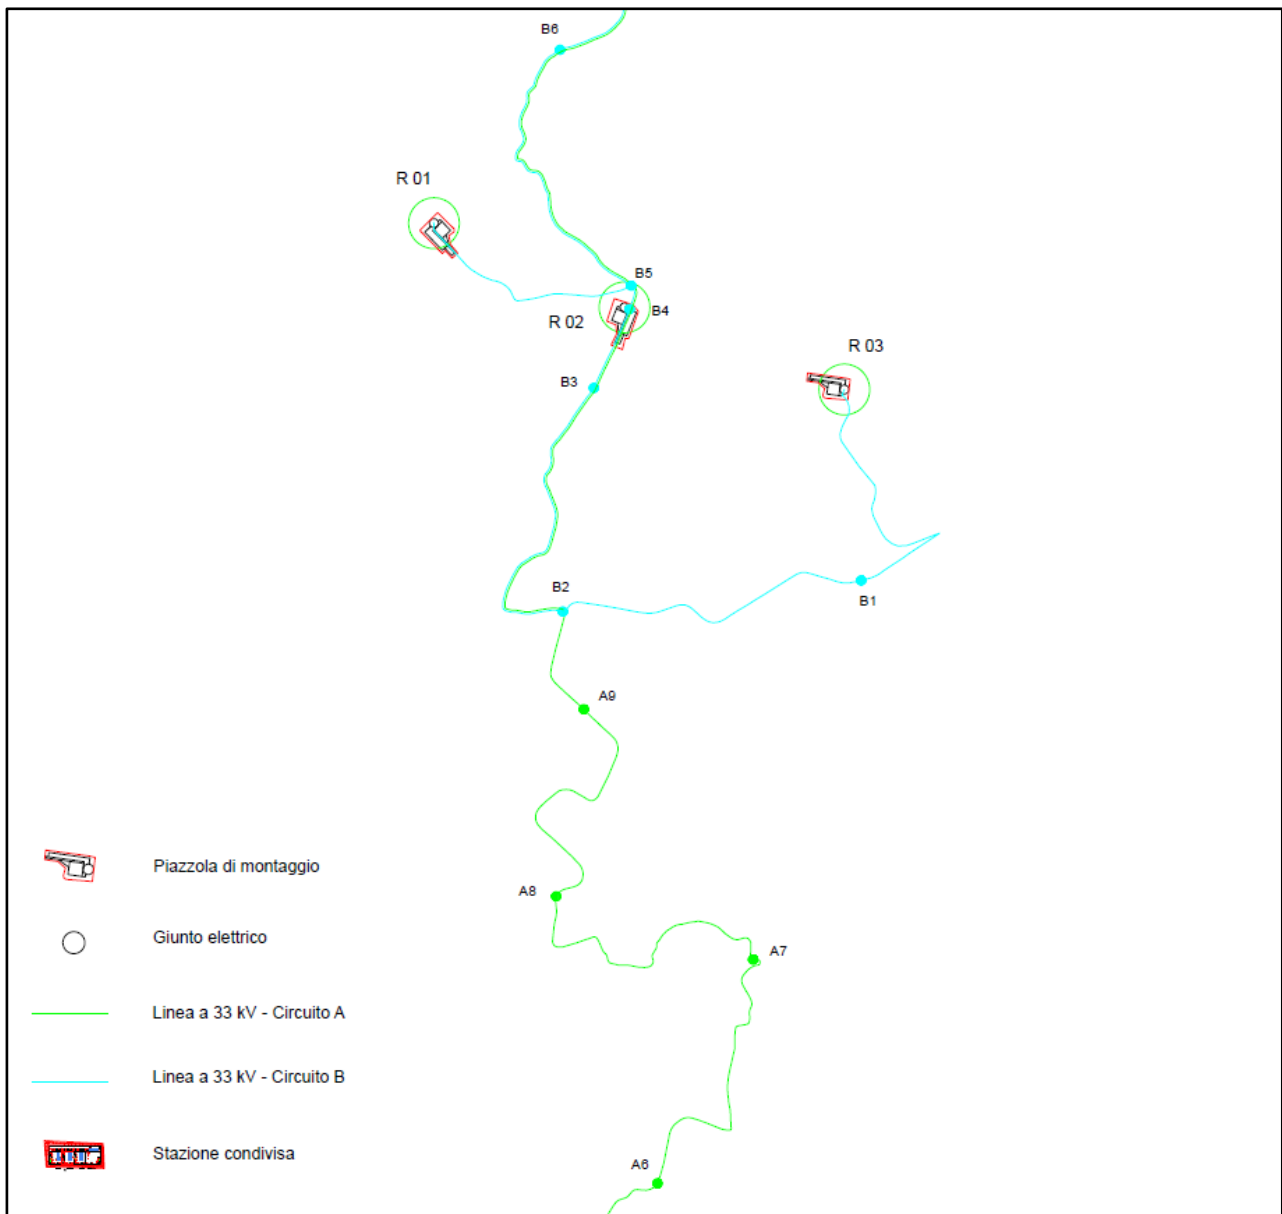 B6
R 01
B5
B4
R 02
R 03
B3
B2
B1
A9
Piazzola di montaggio
A8
Giunto elettrico
A7
Linea a 33 kV - Circuito A
Linea a 33 kV - Circuito B
Stazione condivisa
A6